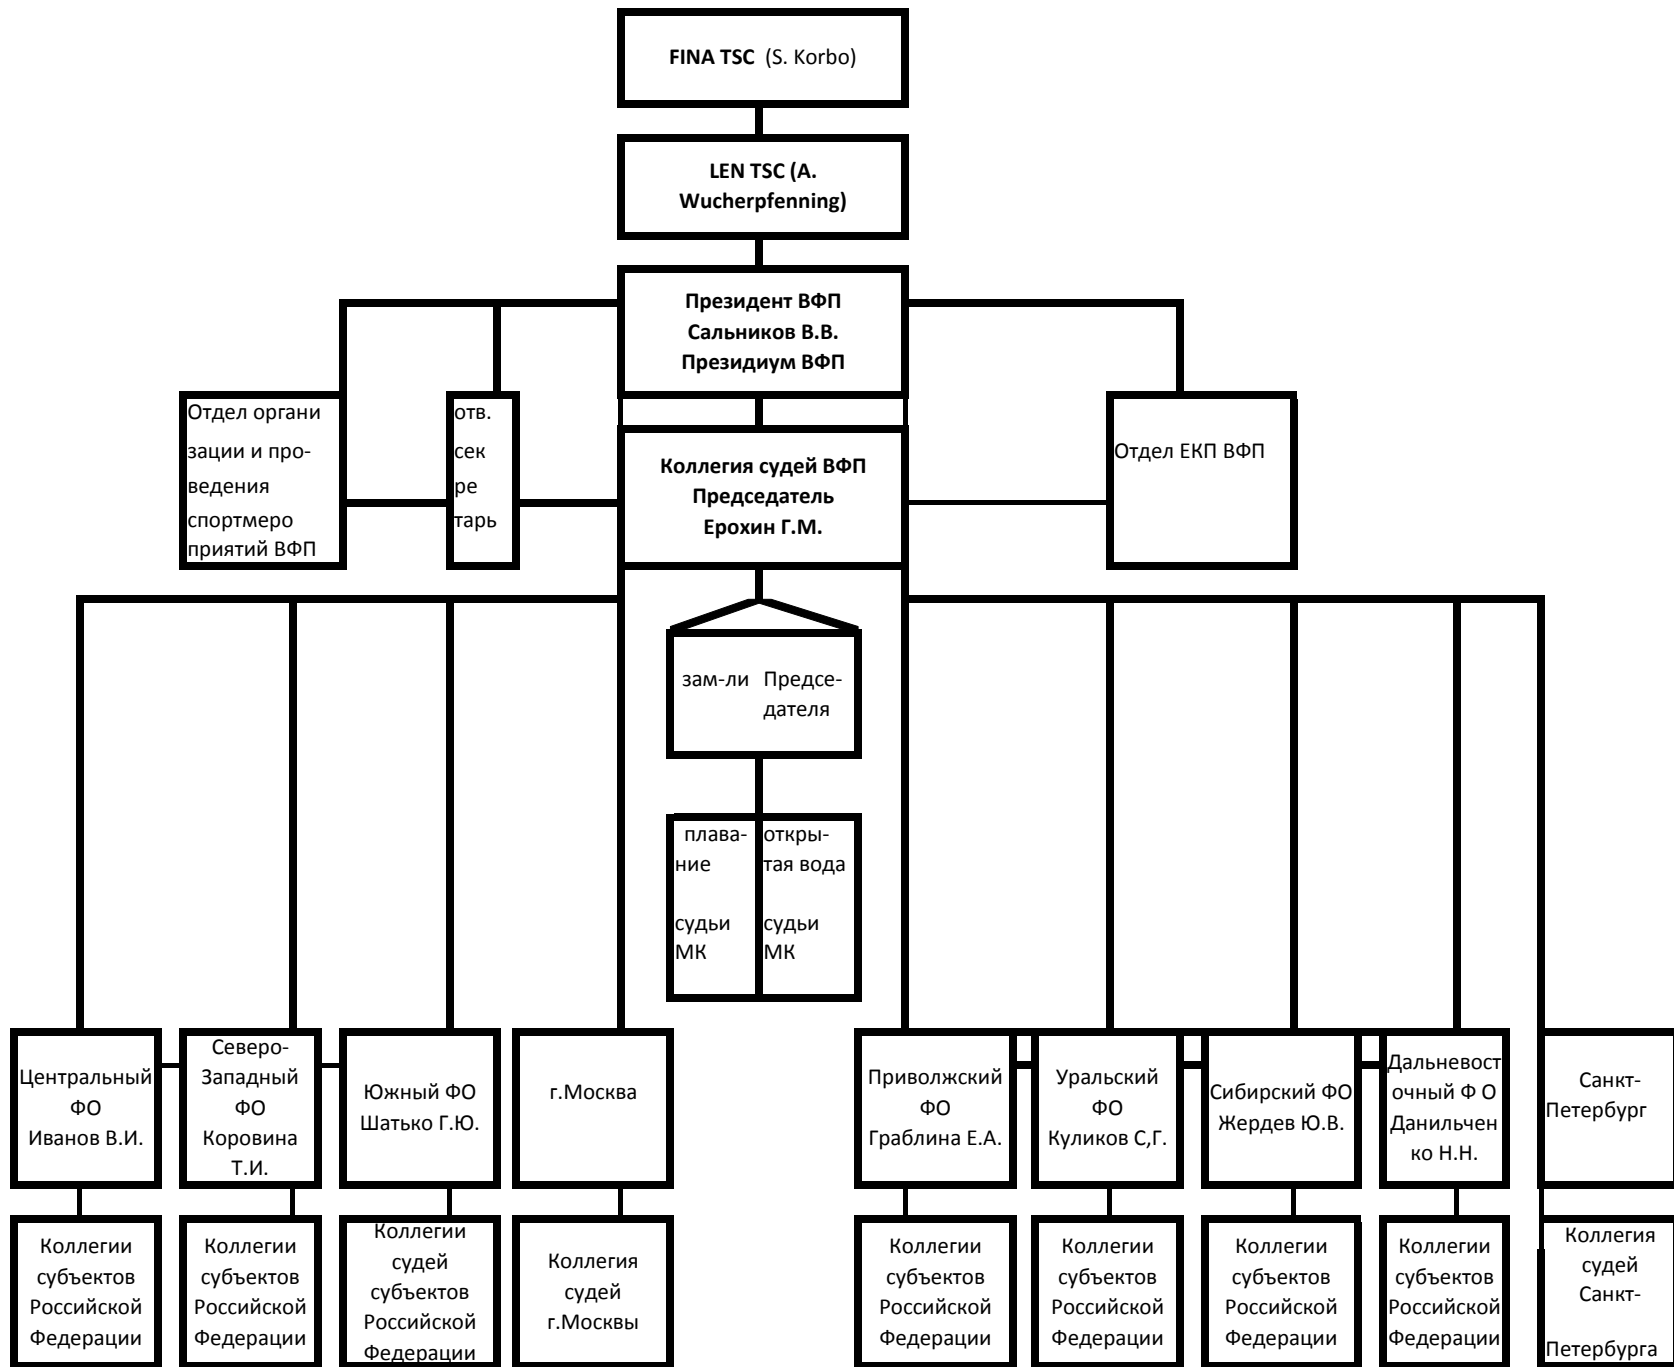 FINA TSC (S. Korbo)
LEN TSC (A.
Wucherpfenning)
Президент ВФП
Сальников В.В.
Президиум ВФП
Отдел органи
зации и про-
ведения
спортмеро
приятий ВФП
отв.
сек
ре
тарь
Коллегия судей ВФП
Председатель
Ерохин Г.М.
Отдел ЕКП ВФП
зам-ли Предсе-
дателя
плава-
ние
судьи
МК
откры-
тая вода
судьи
МК
Центральный
ФО
Иванов В.И.
Северо-
Западный
ФО
Коровина
Т.И.
Южный ФО
Шатько Г.Ю.
г.Москва
Приволжский
ФО
Граблина Е.А.
Уральский
ФО
Куликов С,Г.
Сибирский ФО
Жердев Ю.В.
Дальневост
очный Ф О
Данильчен
ко Н.Н.
Санкт-
Петербург
Коллегии
субъектов
Российской
Федерации
Коллегии
субъектов
Российской
Федерации
Коллегии
судей
субъектов
Российской
Федерации
Коллегия
судей
г.Москвы
Коллегии
субъектов
Российской
Федерации
Коллегии
субъектов
Российской
Федерации
Коллегии
субъектов
Российской
Федерации
Коллегии
субъектов
Российской
Федерации
Коллегия
судей
Санкт-
Петербурга